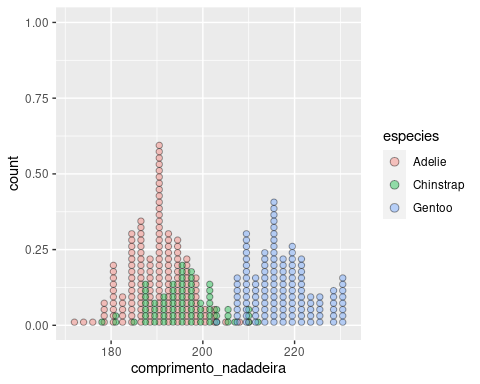 1.00
0.75
0.50
0.25
0.00
count
180
200
220
comprimento_nadadeira
especies
Adelie
Chinstrap
Gentoo